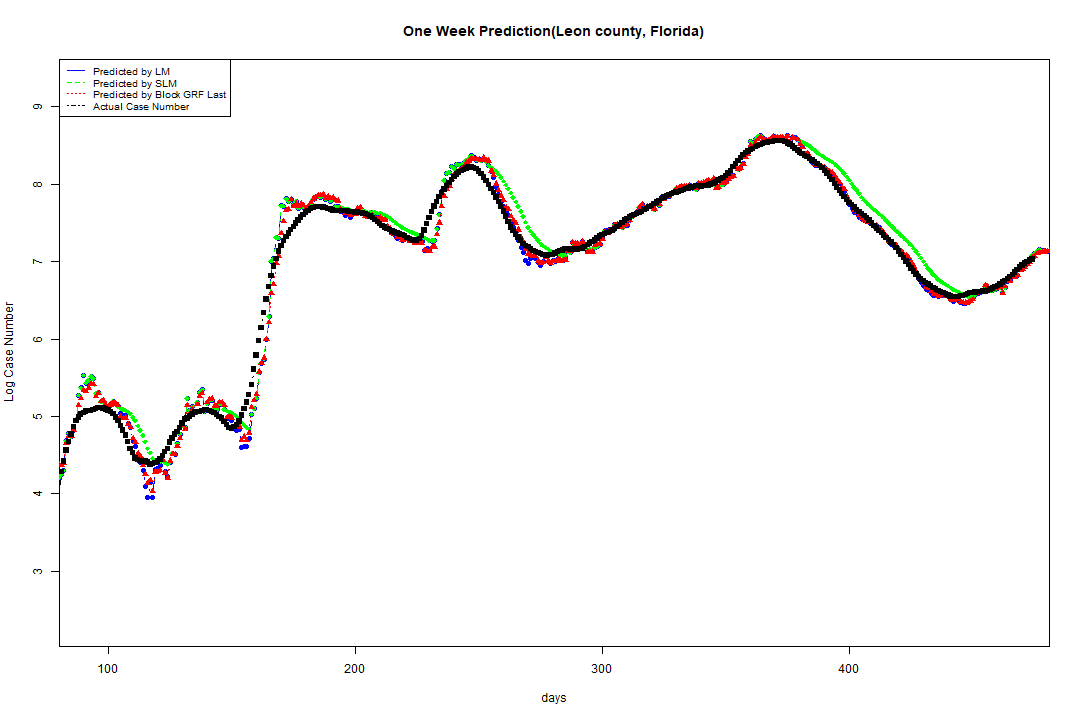 One Week Prediction(Leon county, Florida)
Predicted by LM
Predicted by SLM
Predicted by Block GRF Last
Actual Case Number
9
8
7
6
5
4
3
Log Case Number
100 200 300 400
days